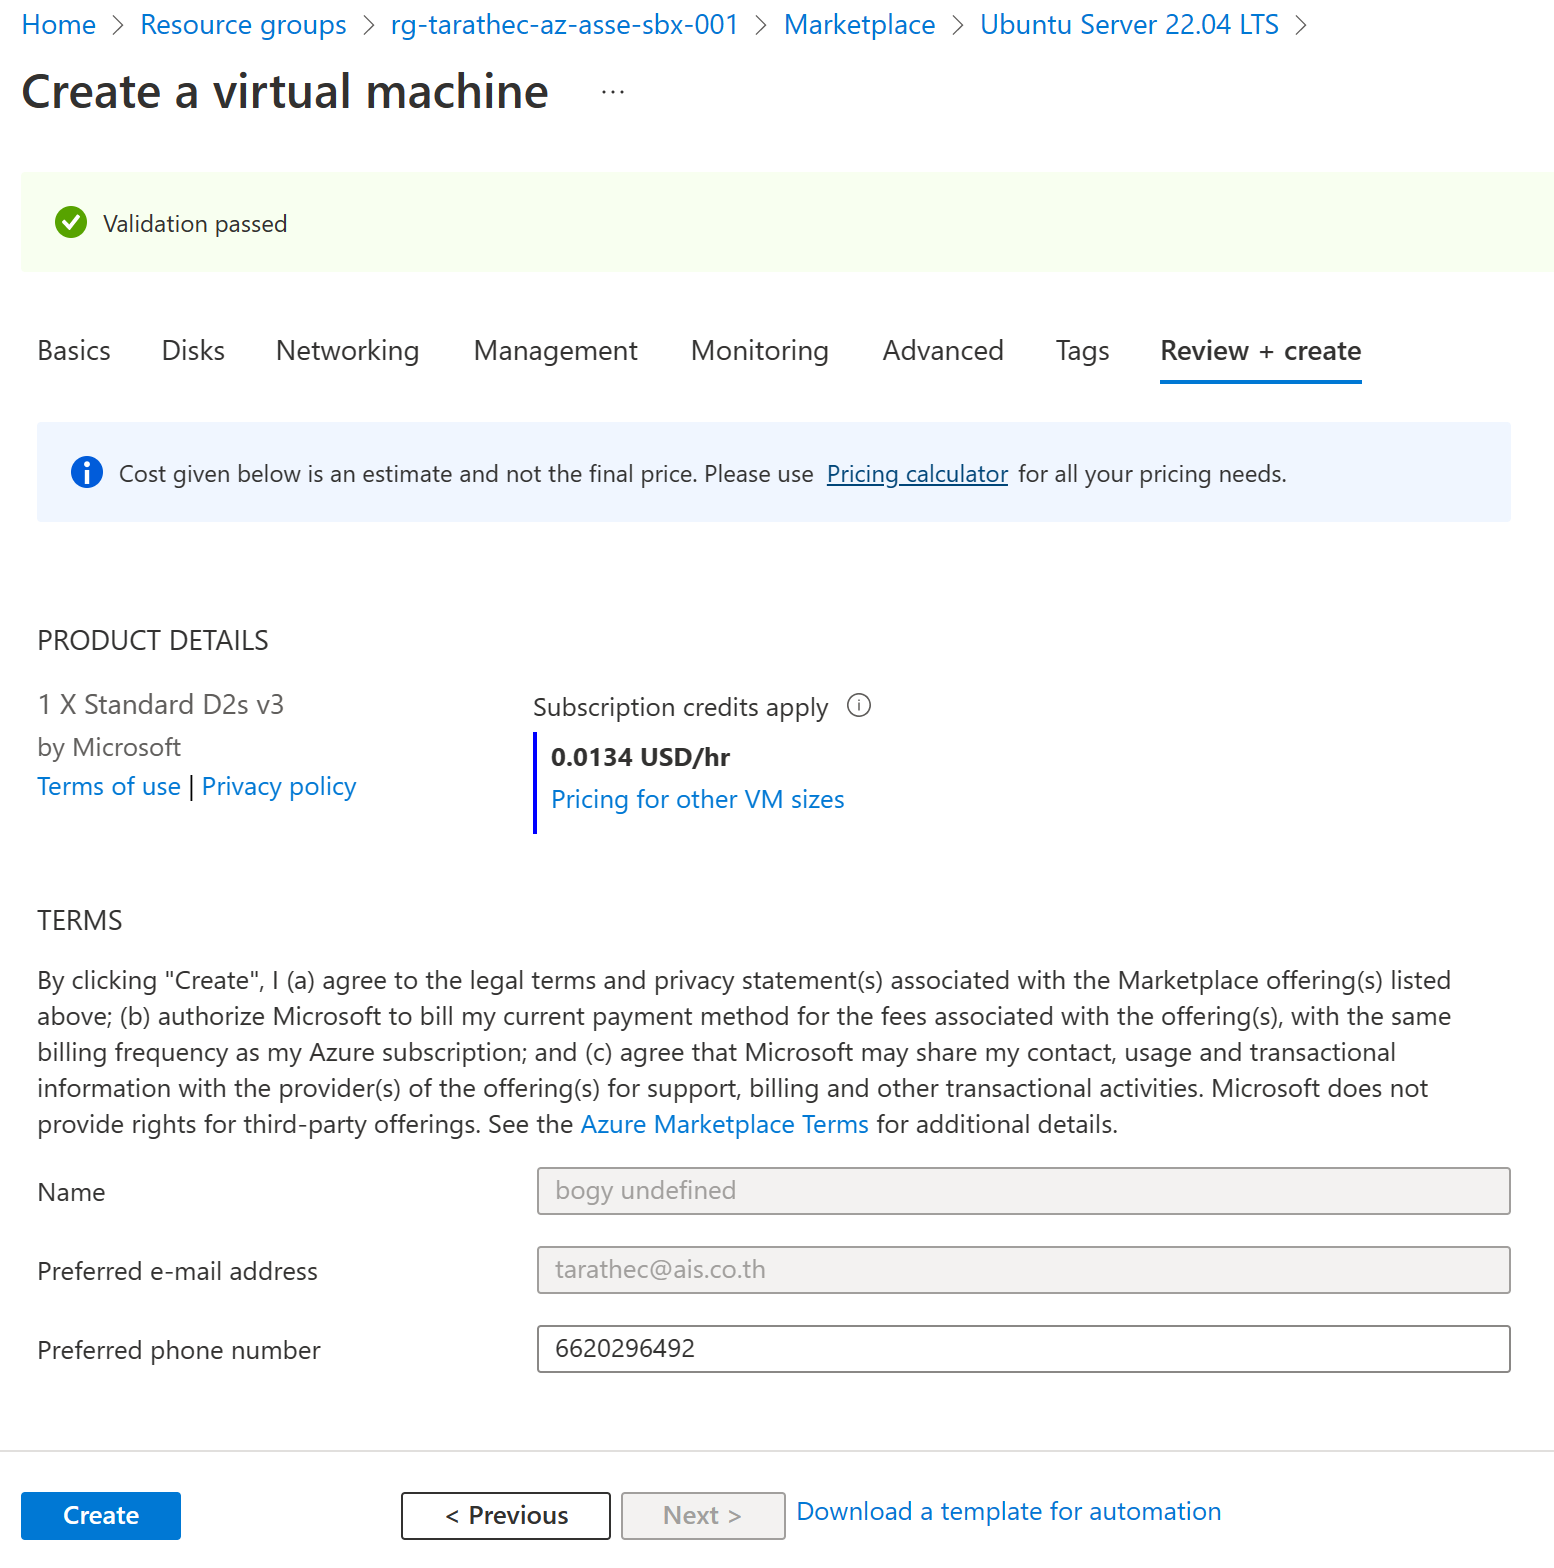 Home > Resource groups > rg-tarathec-az-asse-sbx-001 > Marketplace > Ubuntu Server 22.04 LTS >
Create a virtual machine ...
Validation passed
Basics Disks Networking Management Monitoring Advanced Tags Review + create
Cost given below is an estimate and not the final price. Please use Pricing calculator for all your pricing needs.
PRODUCT DETAILS
1 X Standard D2s v3
by Microsoft
Terms of use | Privacy policy
Subscription credits apply
0.0134 USD/hr
Pricing for other VM sizes
TERMS
By clicking "Create", I (a) agree to the legal terms and privacy statement(s) associated with the Marketplace offering(s) listed
above; (b) authorize Microsoft to bill my current payment method for the fees associated with the offering(s), with the same
billing frequency as my Azure subscription; and (c) agree that Microsoft may share my contact, usage and transactional
information with the provider(s) of the offering(s) for support, billing and other transactional activities. Microsoft does not
provide rights for third-party offerings. See the Azure Marketplace Terms for additional details.
Name bogy undefined
Preferred e-mail address tarathec@ais.co.th
Preferred phone number 6620296492
Create < Previous Next > Download a template for automation